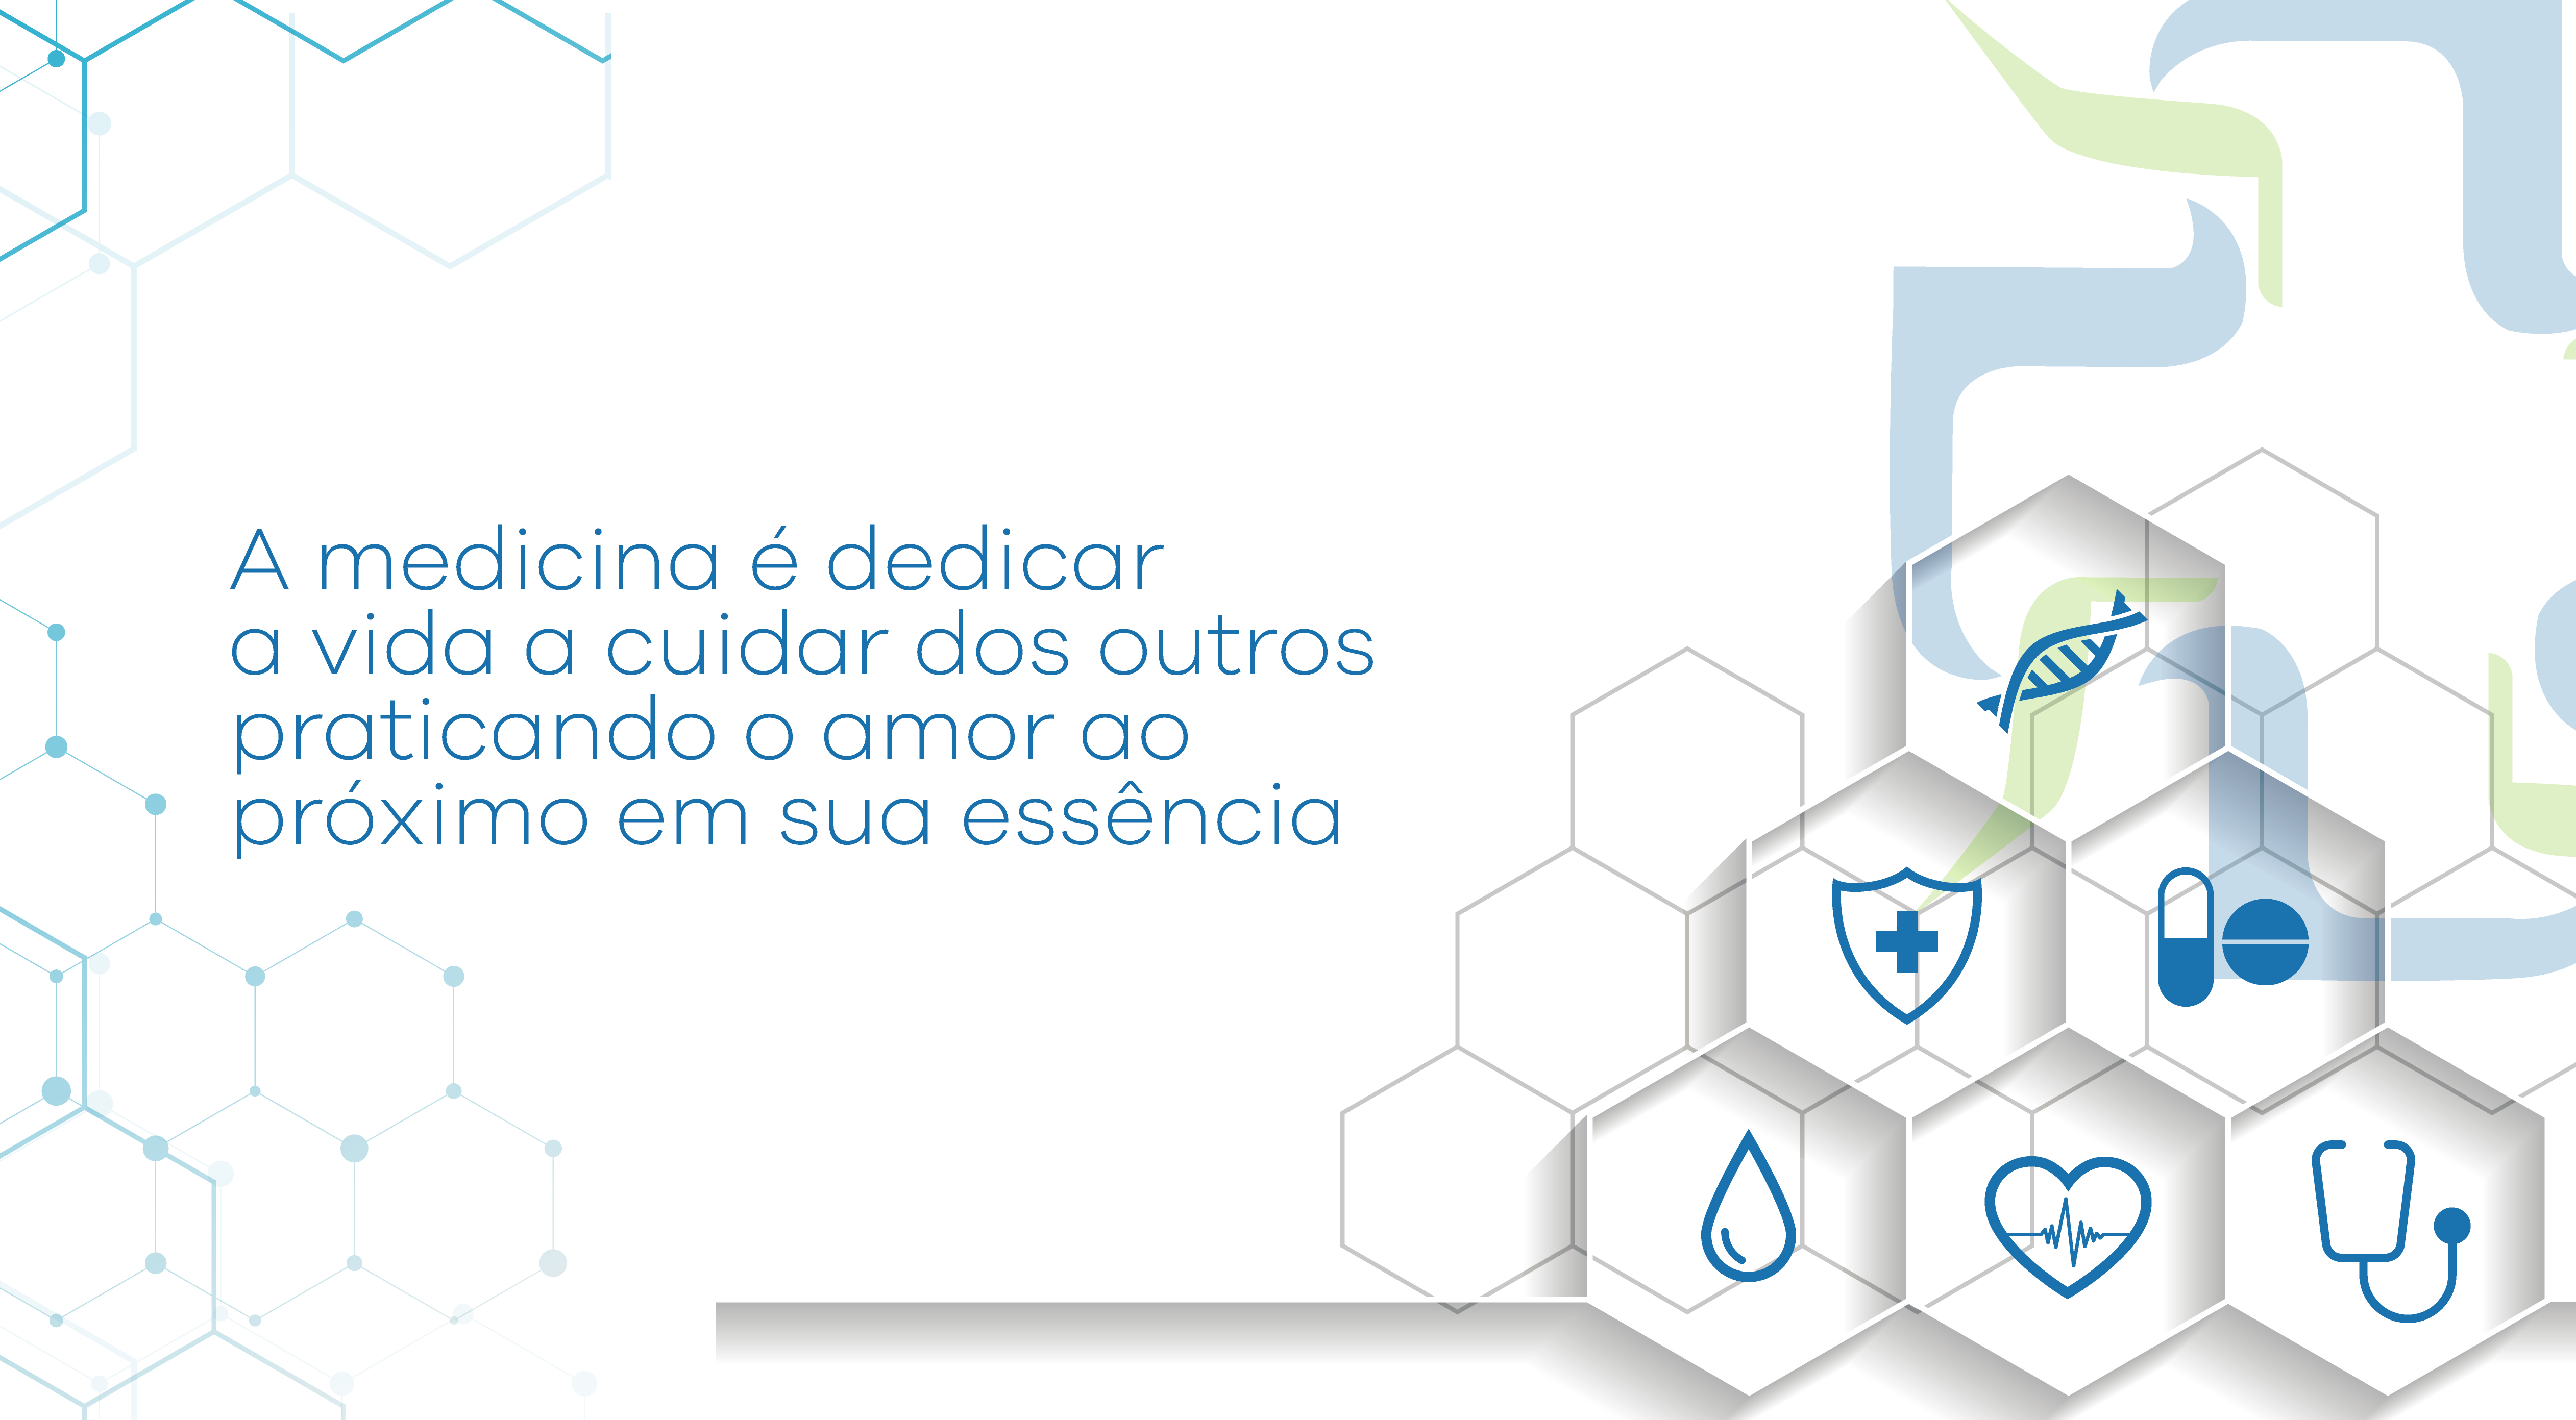 A medicina é dedicar
a vida a cuidar dos outros
praticando o amor ao
próximo em sua essência